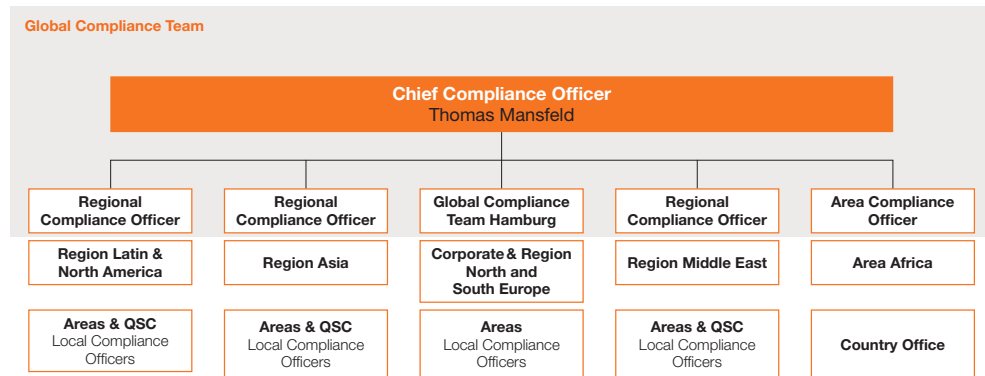 Global Compliance Team
Chief Compliance Officer
Thomas Mansfeld
Regional
Compliance Officer
Regional
Compliance Officer
Global Compliance
Team Hamburg
Regional
Compliance Officer
Area Compliance
Officer
Region Latin &
North America
Region Asia
Corporate & Region
North and
South Europe
Region Middle East
Area Africa
Areas & QSC
Local Compliance
Officers
Areas & QSC
Local Compliance
Officers
Areas
Local Compliance
Officers
Areas & QSC
Local Compliance
Officers
Country Office